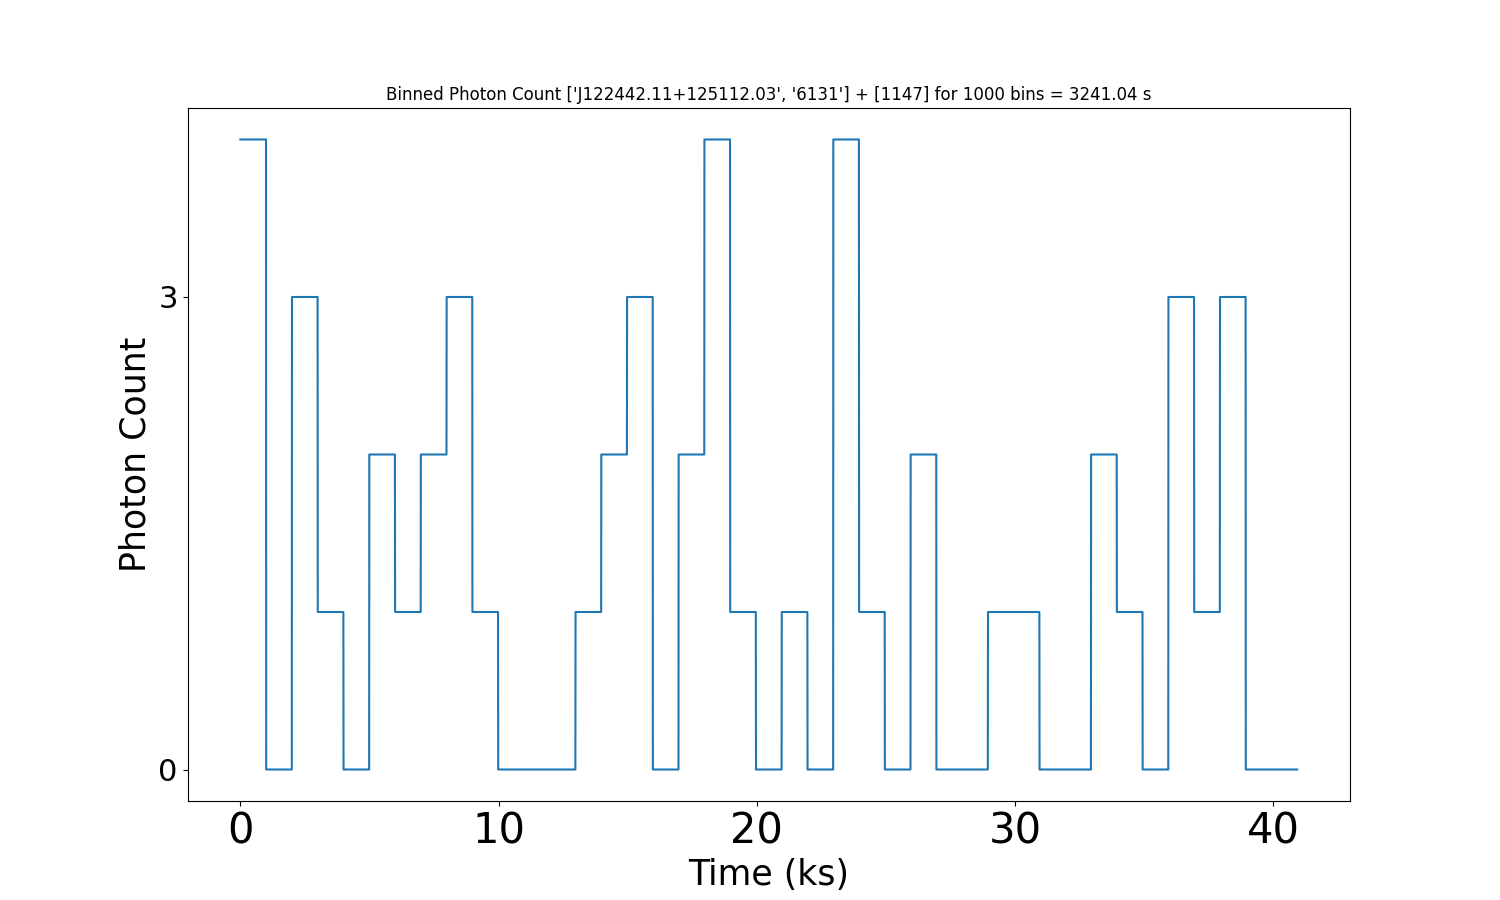 Binned Photon Count ['J122442.11+125112.03', '6131'] + [1147] for 1000 bins = 3241.04 s
Photon Count
3
0
0 10 20 30 40
Time (ks)